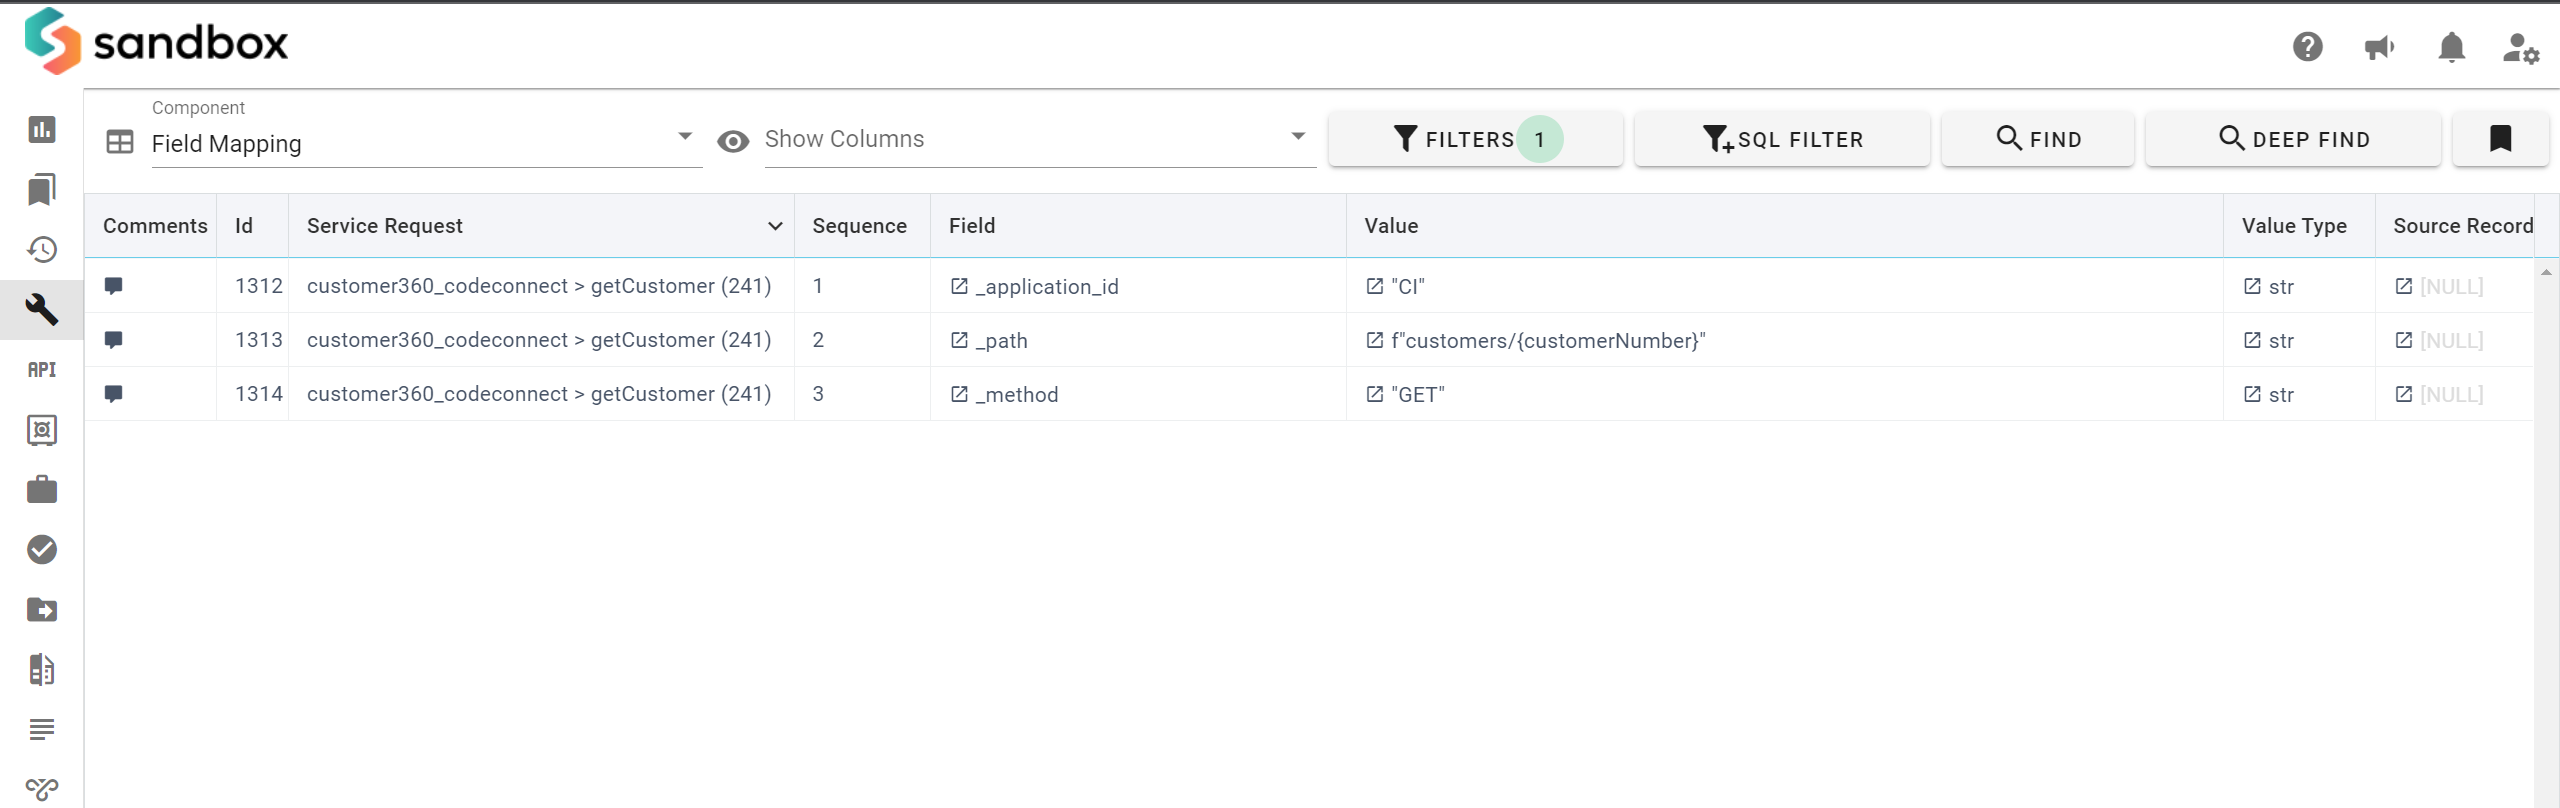 sandbox
Component
Field Mapping
Show Columns
FILTERS 1
SQL FILTER
FIND
DEEP FIND
Comments Id Service Request Sequence Field Value Value Type Source Record
1312 customer360_codeconnect > getCustomer (241) 1 _application_id "CI" str [NULL]
1313 customer360_codeconnect > getCustomer (241) 2 _path f"customers/{customerNumber}" str [NULL]
1314 customer360_codeconnect > getCustomer (241) 3 _method "GET" str [NULL]
API